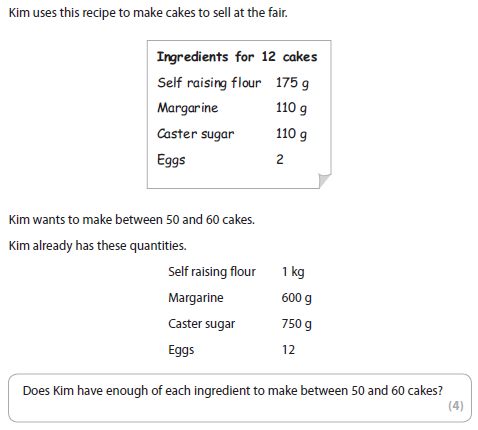 Kim uses this recipe to make cakes to sell at the fair.
Ingredients for 12 cakes
Self raising flour 175 g
Margarine 110 g
Caster sugar 110 g
Eggs 2
Kim wants to make between 50 and 60 cakes.
Kim already has these quantities.
Self raising flour 1 kg
Margarine 600 g
Caster sugar 750 g
Eggs 12
Does Kim have enough of each ingredient to make between 50 and 60 cakes?
(4)